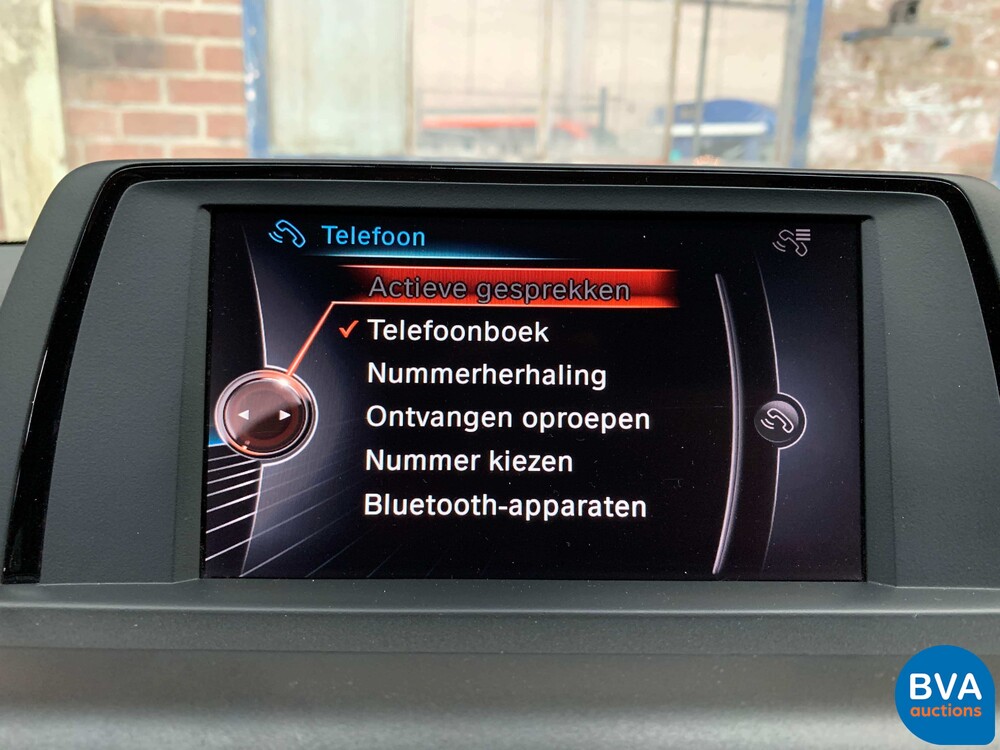 Telefoon
Actieve gesprekken
Telefoonboek
Nummerherhaling
Ontvangen oproepen
Nummer kiezen
Bluetooth-apparaten
BVA
auctions